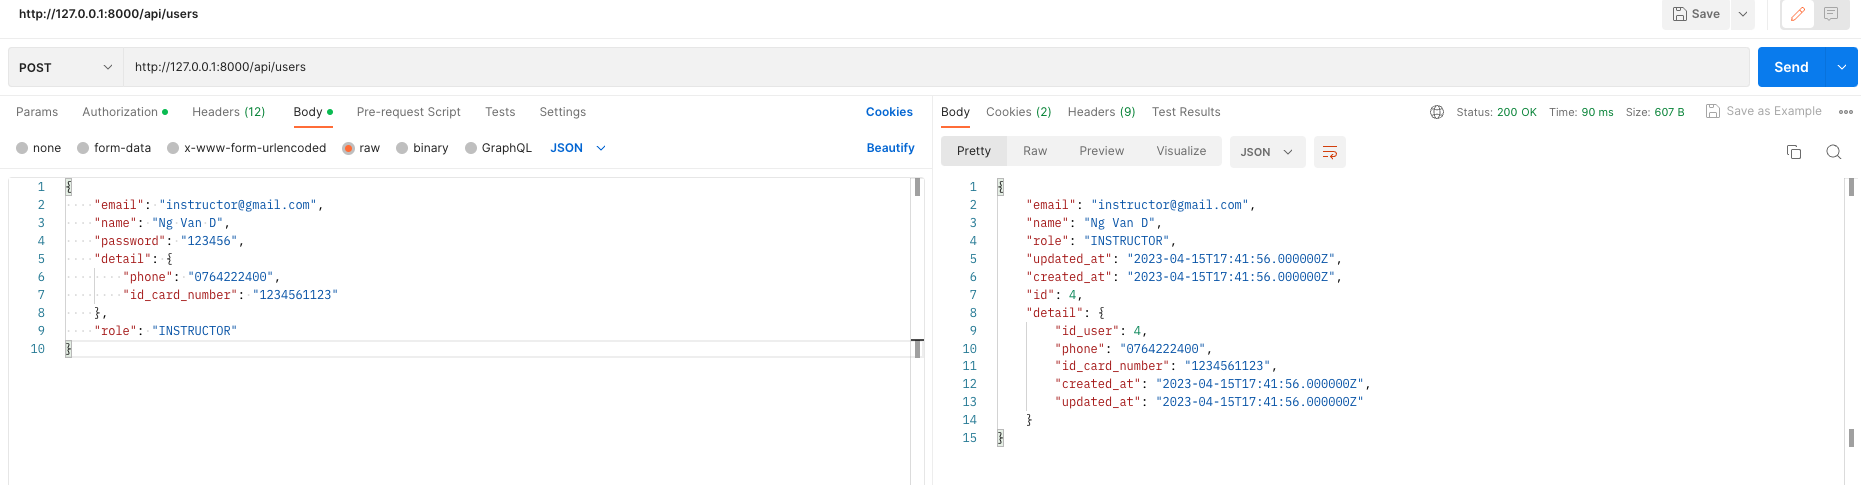 http://127.0.0.1:8000/api/users
Save
POST
http://127.0.0.1:8000/api/users
Send
Params Authorization Headers (12) Body Pre-request Script Tests Settings Cookies
none form-data x-www-form-urlencoded raw binary GraphQL JSON Beautify
1 {
2 "email": "instructor@gmail.com",
3 "name": "Ng Van D",
4 "password": "123456",
5 "detail": {
6 "phone": "0764222400",
7 "id_card_number": "1234561123"
8 },
9 "role": "INSTRUCTOR"
10 }
Body Cookies (2) Headers (9) Test Results Status: 200 OK Time: 90 ms Size: 607 B Save as Example
Pretty Raw Preview Visualize JSON
1 {
2 "email": "instructor@gmail.com",
3 "name": "Ng Van D",
4 "role": "INSTRUCTOR",
5 "updated_at": "2023-04-15T17:41:56.000000Z",
6 "created_at": "2023-04-15T17:41:56.000000Z",
7 "id": 4,
8 "detail": {
9 "id_user": 4,
10 "phone": "0764222400",
11 "id_card_number": "1234561123",
12 "created_at": "2023-04-15T17:41:56.000000Z",
13 "updated_at": "2023-04-15T17:41:56.000000Z"
14 }
15 }